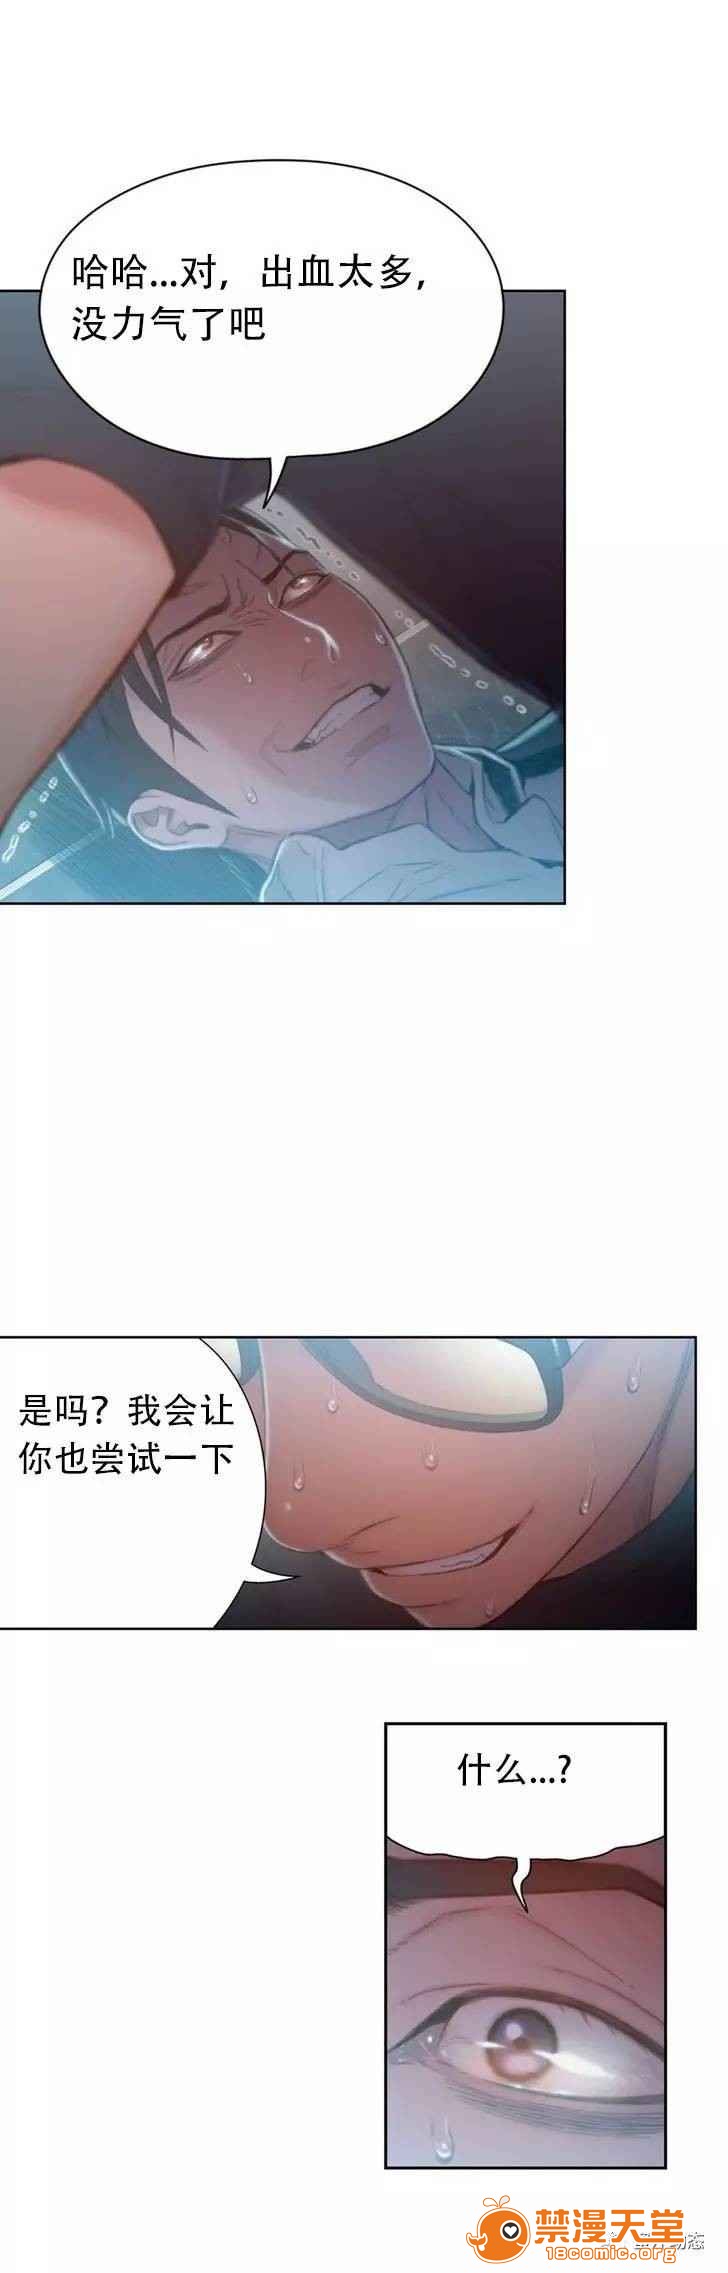 哈哈...对，出血太多,
没力气了吧
是吗？我会让
你也尝试一下
什么...?
禁漫天堂
18comic.org